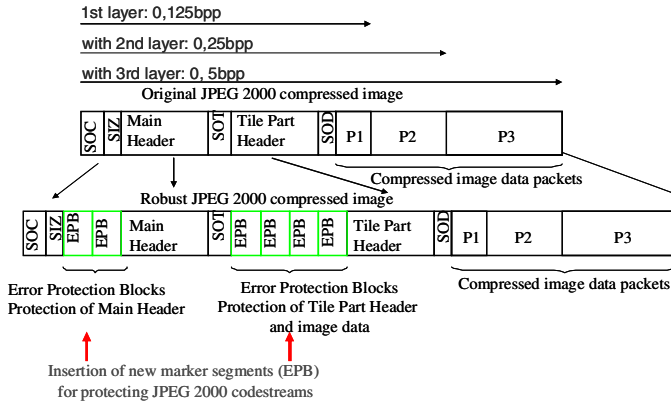 1st layer: 0,125bpp
with 2nd layer: 0,25bpp
with 3rd layer: 0, 5bpp
Original JPEG 2000 compressed image
SOC
SIZ
Main
Header
SOT
Tile Part
Header
SOD
P1
P2
P3
Compressed image data packets
Robust JPEG 2000 compressed image
SOC
SIZ
EPB
EPB
Main
Header
SOT
EPB
EPB
EPB
EPB
Tile Part
Header
SOD
P1
P2
P3
Error Protection Blocks
Protection of Main Header
Error Protection Blocks
Protection of Tile Part Header
and image data
Compressed image data packets
Insertion of new marker segments (EPB)
for protecting JPEG 2000 codestreams